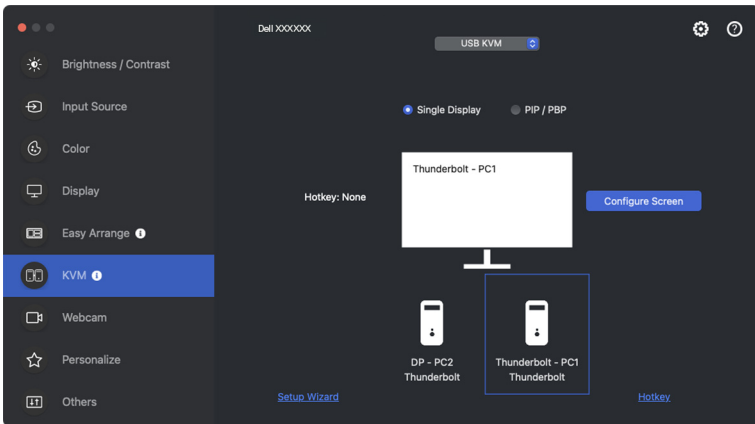 Dell XXXXXX
USB KVM
Brightness / Contrast
Input Source
Color
Display
Easy Arrange
KVM
Webcam
Personalize
Others
Single Display
PIP / PBP
Hotkey: None
Thunderbolt - PC1
Configure Screen
DP - PC2
Thunderbolt
Thunderbolt - PC1
Thunderbolt
Setup Wizard
Hotkey